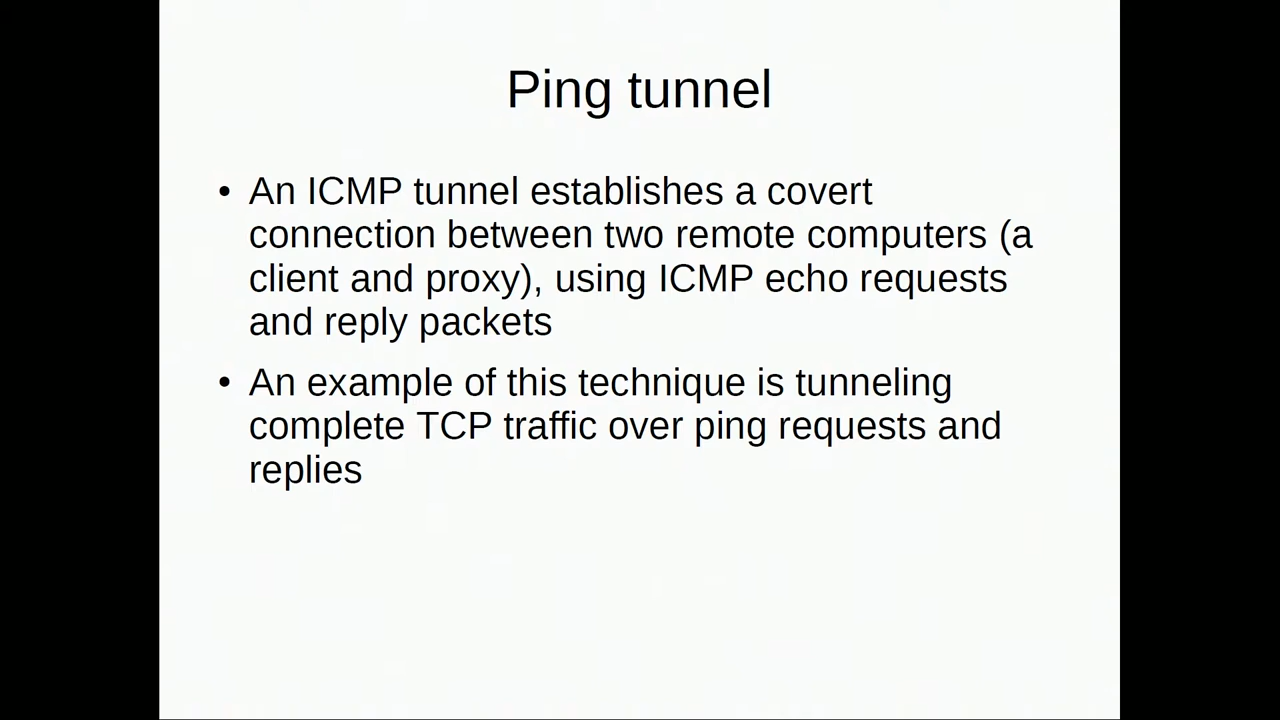 Ping tunnel
• An ICMP tunnel establishes a covert
connection between two remote computers (a
client and proxy), using ICMP echo requests
and reply packets
• An example of this technique is tunneling
complete TCP traffic over ping requests and
replies